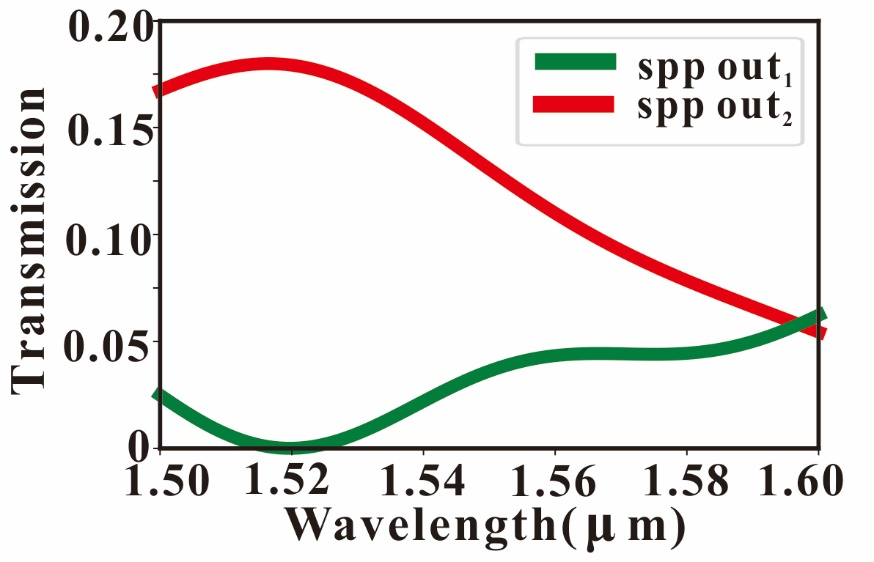 0.20
0.15
0.10
0.05
0
Transmission
spp out₁
spp out₂
1.50 1.52 1.54 1.56 1.58 1.60
Wavelength(μm)